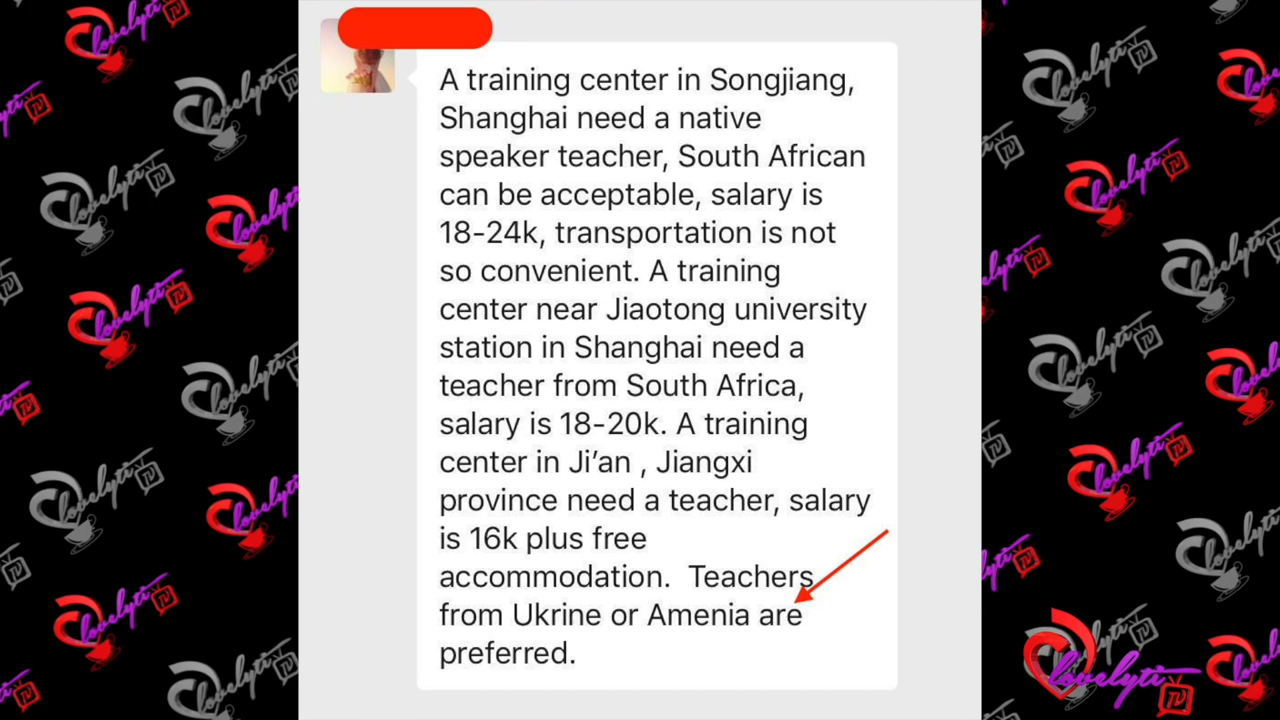 A training center in Songjiang,
Shanghai need a native
speaker teacher, South African
can be acceptable, salary is
18-24k, transportation is not
so convenient. A training
center near Jiaotong university
station in Shanghai need a
teacher from South Africa,
salary is 18-20k. A training
center in Ji’an , Jiangxi
province need a teacher, salary
is 16k plus free
accommodation.  Teachers
from Ukrine or Amenia are
preferred.
lovelyti TV